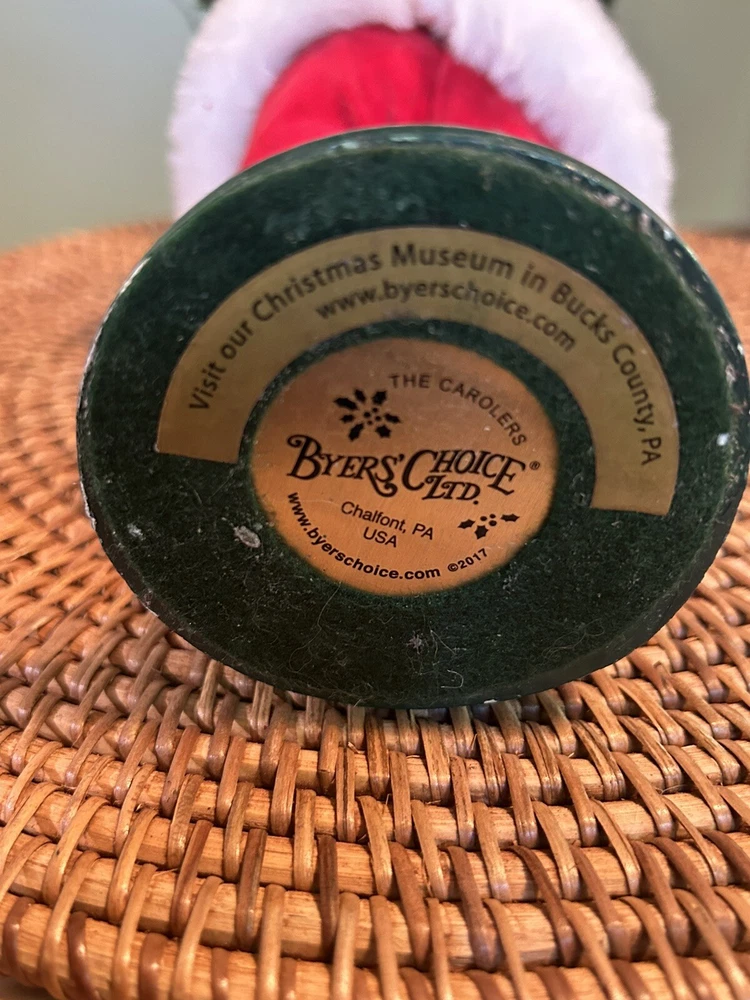 Visit our Christmas Museum in Bucks County, PA
www.byerschoice.com
THE CAROLERS
BYERS' CHOICE®
LTD.
Chalfont, PA
USA
www.byerschoice.com ©2017